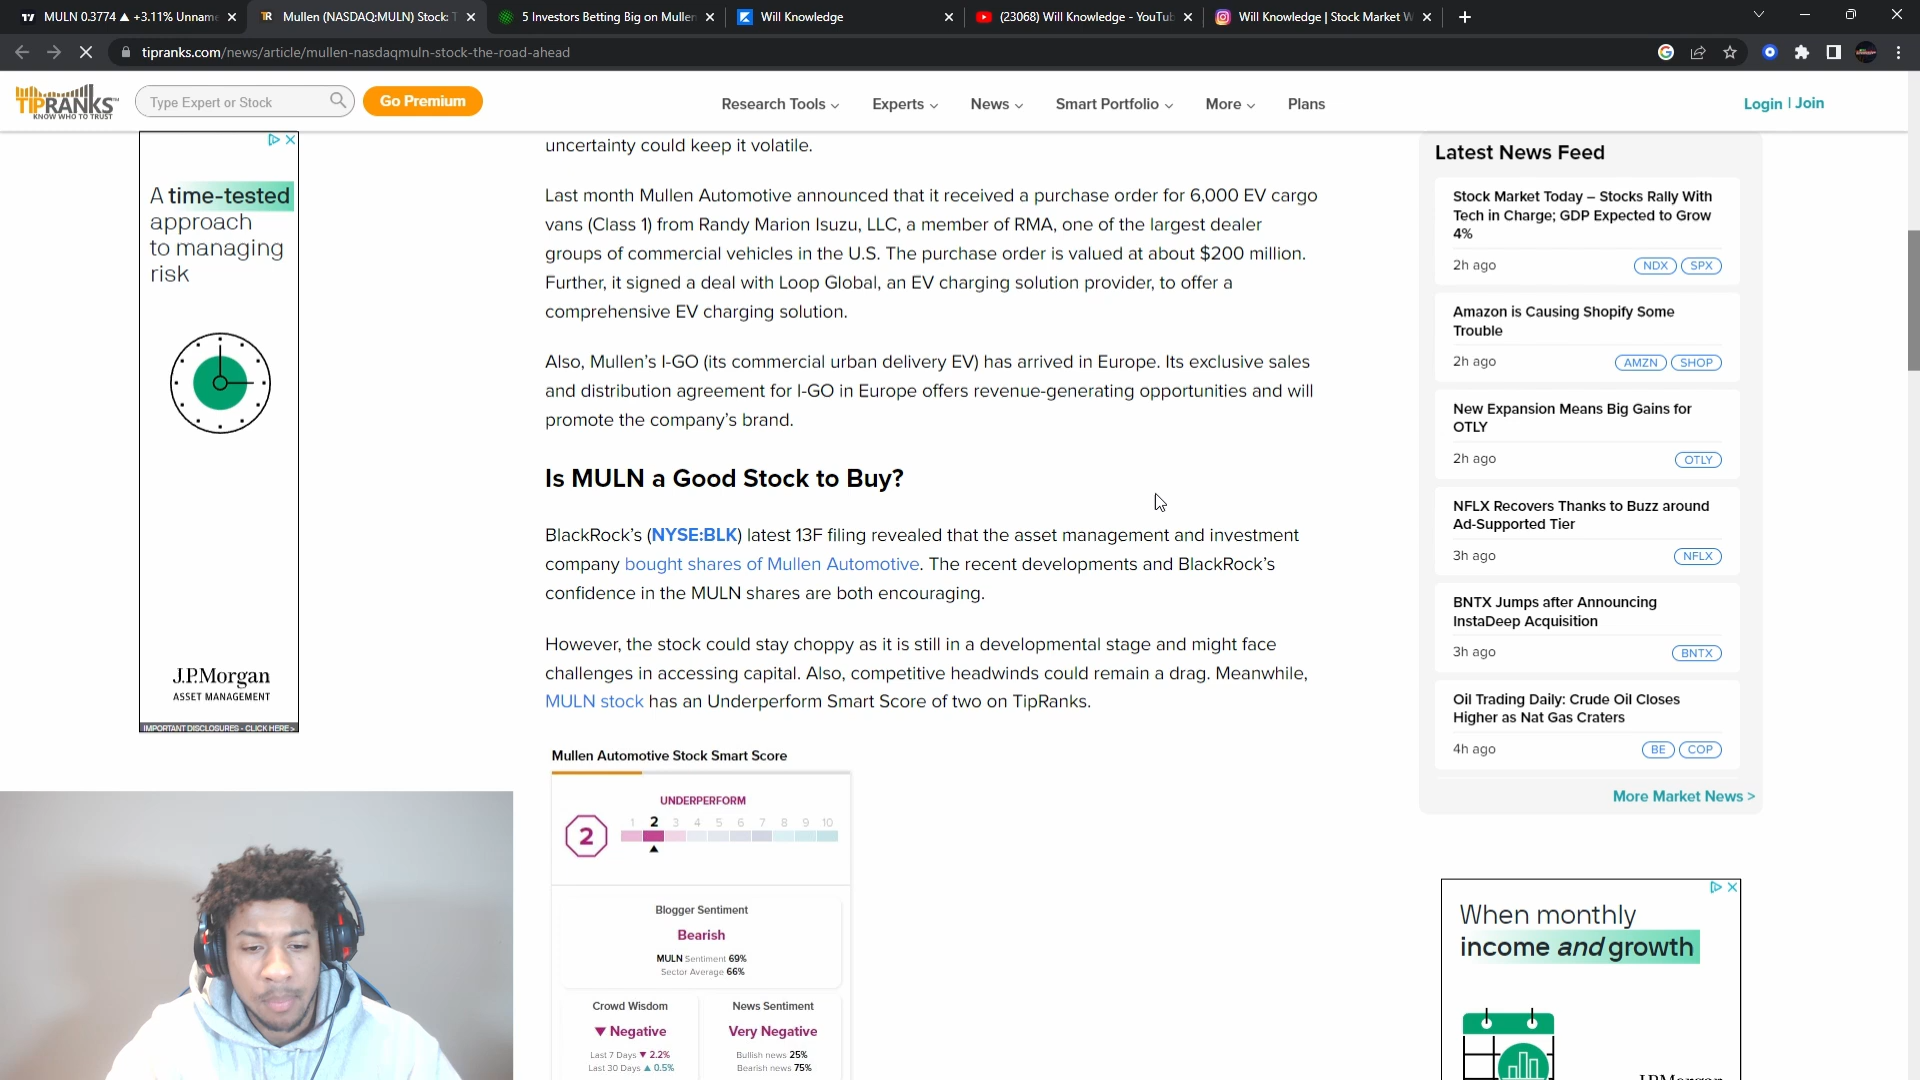 MULN 0.3774 ▲ +3.11% Unname
Mullen (NASDAQ:MULN) Stock: T
5 Investors Betting Big on Mullen
Will Knowledge
(23068) Will Knowledge - YouTub
Will Knowledge | Stock Market W
tipranks.com/news/article/mullen-nasdaqmuln-stock-the-road-ahead
TIPRANKS
KNOW WHO TO TRUST
Type Expert or Stock
Go Premium
Research Tools
Experts
News
Smart Portfolio
More
Plans
Login | Join
A time-tested
approach
to managing
risk
J.P.Morgan
ASSET MANAGEMENT
IMPORTANT DISCLOSURES - CLICK HERE >
uncertainty could keep it volatile.
Last month Mullen Automotive announced that it received a purchase order for 6,000 EV cargo
vans (Class 1) from Randy Marion Isuzu, LLC, a member of RMA, one of the largest dealer
groups of commercial vehicles in the U.S. The purchase order is valued at about $200 million.
Further, it signed a deal with Loop Global, an EV charging solution provider, to offer a
comprehensive EV charging solution.
Also, Mullen's I-GO (its commercial urban delivery EV) has arrived in Europe. Its exclusive sales
and distribution agreement for I-GO in Europe offers revenue-generating opportunities and will
promote the company's brand.
Is MULN a Good Stock to Buy?
BlackRock's (NYSE:BLK) latest 13F filing revealed that the asset management and investment
company bought shares of Mullen Automotive. The recent developments and BlackRock's
confidence in the MULN shares are both encouraging.
However, the stock could stay choppy as it is still in a developmental stage and might face
challenges in accessing capital. Also, competitive headwinds could remain a drag. Meanwhile,
MULN stock has an Underperform Smart Score of two on TipRanks.
Mullen Automotive Stock Smart Score
UNDERPERFORM
2
1 2 3 4 5 6 7 8 9 10
Blogger Sentiment
Bearish
MULN Sentiment 69%
Sector Average 66%
Crowd Wisdom
▼ Negative
Last 7 Days ▼ 2.2%
Last 30 Days ▲ 0.5%
News Sentiment
Very Negative
Bullish news 25%
Bearish news 75%
Latest News Feed
Stock Market Today – Stocks Rally With
Tech in Charge; GDP Expected to Grow
4%
2h ago
NDX
SPX
Amazon is Causing Shopify Some
Trouble
2h ago
AMZN
SHOP
New Expansion Means Big Gains for
OTLY
2h ago
OTLY
NFLX Recovers Thanks to Buzz around
Ad-Supported Tier
3h ago
NFLX
BNTX Jumps after Announcing
InstaDeep Acquisition
3h ago
BNTX
Oil Trading Daily: Crude Oil Closes
Higher as Nat Gas Craters
4h ago
BE
COP
More Market News >
When monthly
income and growth
J.P.Morgan